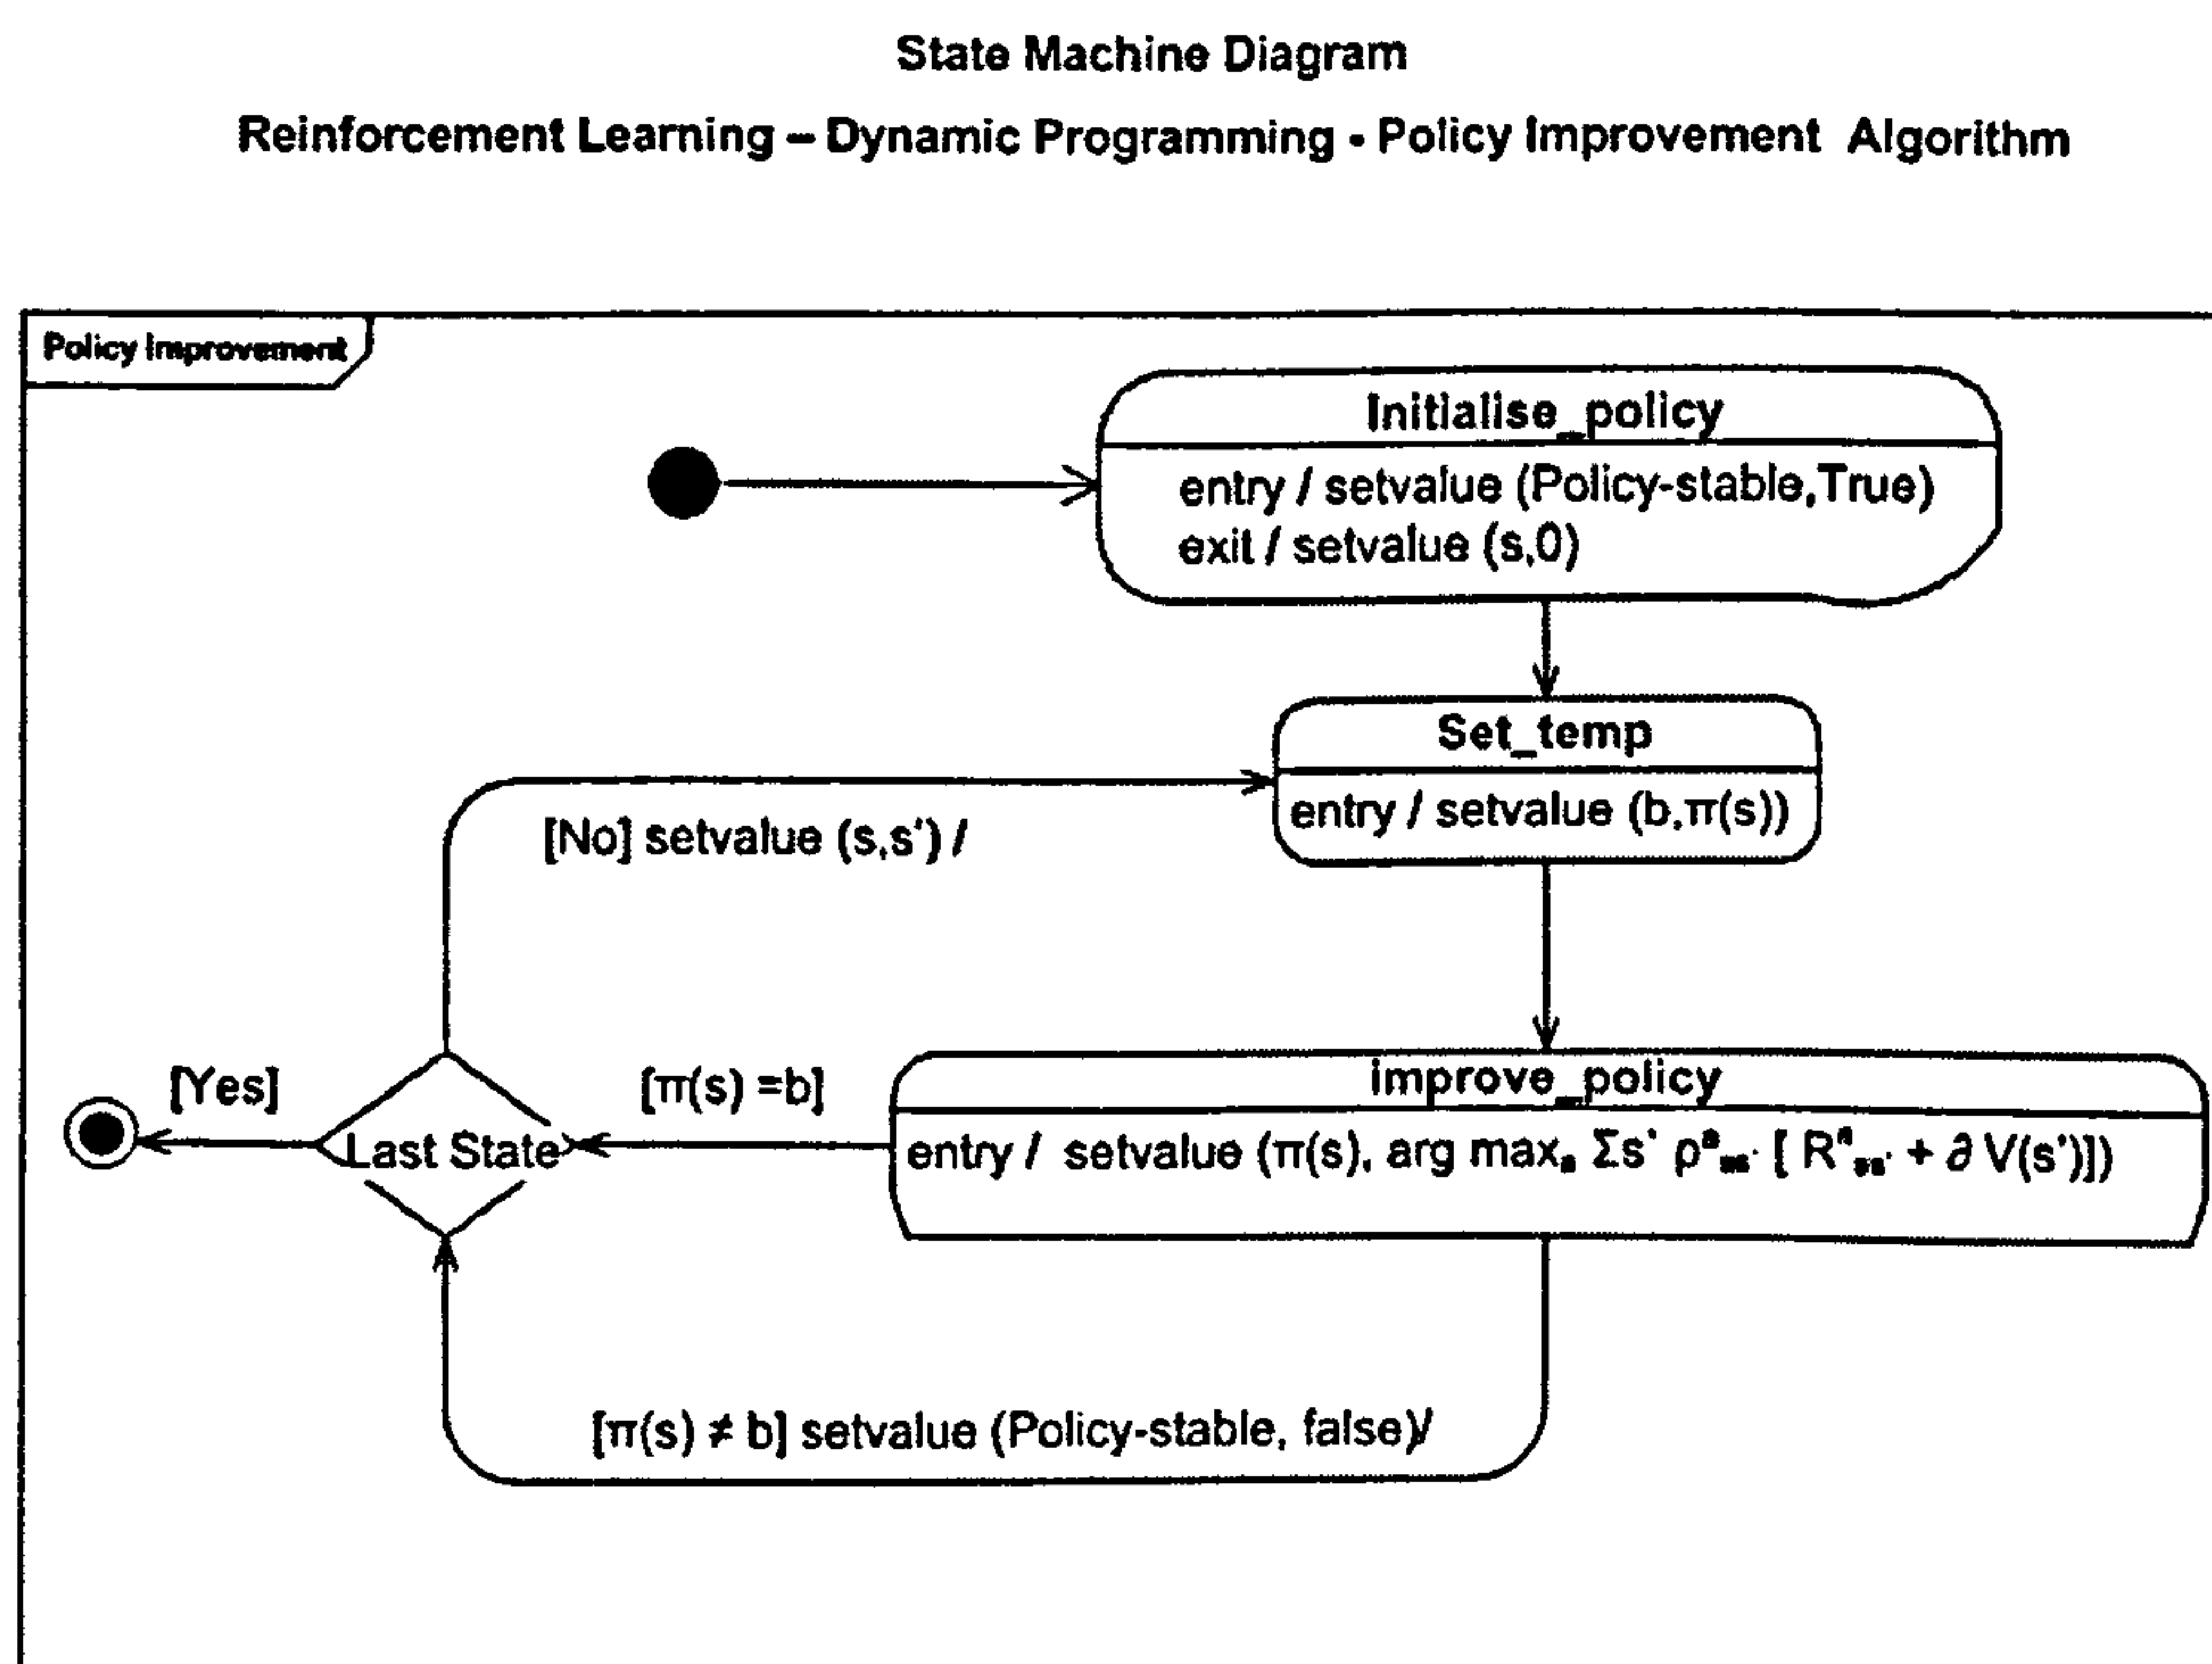 State Machine Diagram
Reinforcement Learning – Dynamic Programming - Policy Improvement Algorithm
Policy Improvement
Initialise_policy
entry / setvalue (Policy-stable,True)
exit / setvalue (s,0)
Set_temp
entry / setvalue (b,π(s))
[No] setvalue (s,s') /
[Yes]
Last State
[π(s) =b]
improve_policy
entry / setvalue (π(s), arg maxₐ Σs' ρᵃss' [ Rᵃss' + ∂ V(s')])
[π(s) ≠ b] setvalue (Policy-stable, false)/